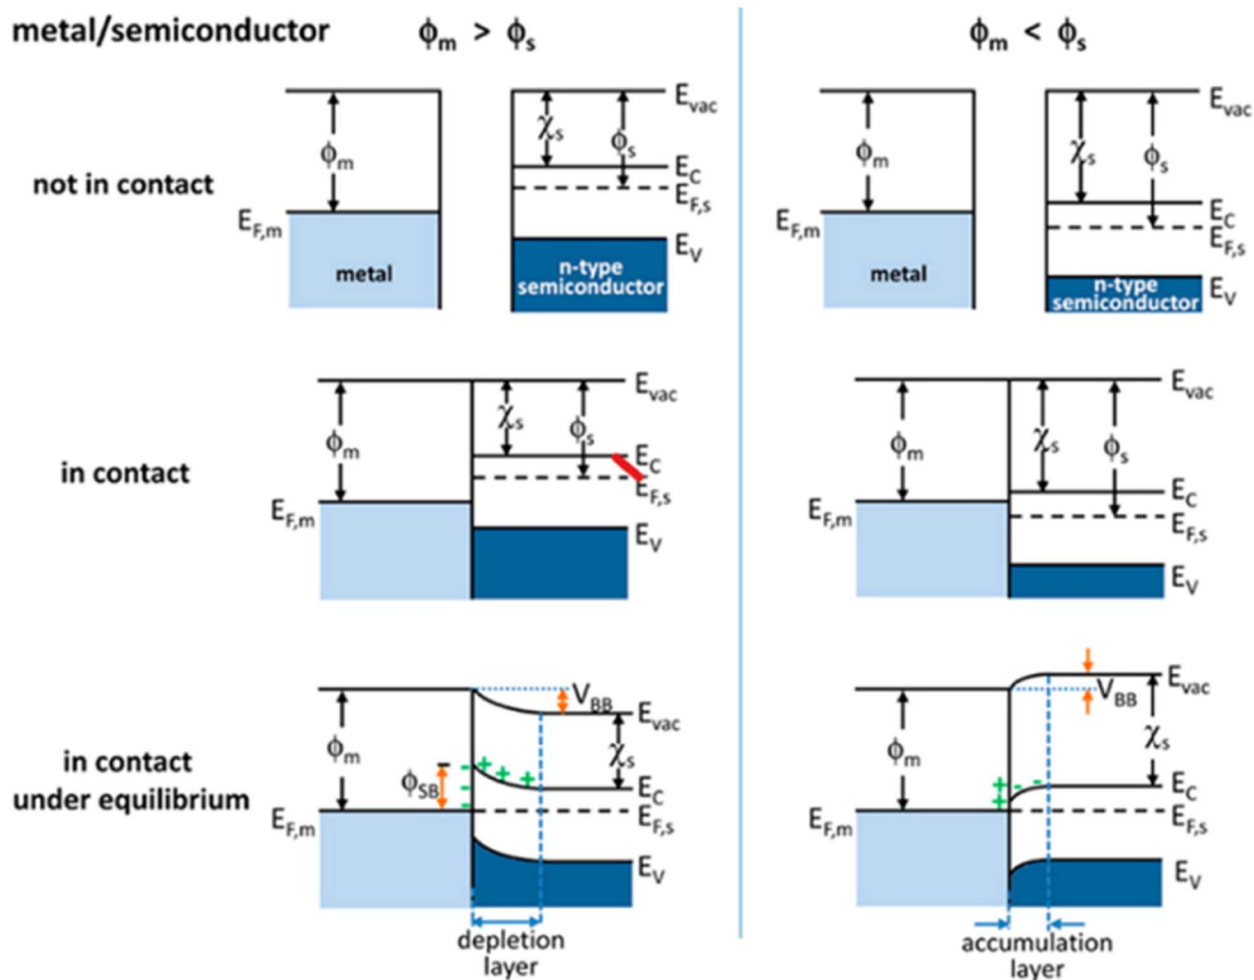 metal/semiconductor
ϕm > ϕs
ϕm < ϕs
not in contact
ϕm
χs
ϕs
Evac
EC
EF,s
EV
EF,m
metal
n-type
semiconductor
ϕm
χs
ϕs
Evac
EC
EF,s
EV
EF,m
metal
n-type
semiconductor
in contact
ϕm
χs
ϕs
Evac
EC
EF,s
EV
EF,m
ϕm
χs
ϕs
Evac
EC
EF,s
EV
EF,m
in contact
under equilibrium
ϕm
ϕSB
VBB
Evac
χs
EC
EF,s
EV
EF,m
- - -
+ + +
depletion
layer
ϕm
VBB
Evac
χs
EC
EF,s
EV
EF,m
+ +
- -
accumulation
layer